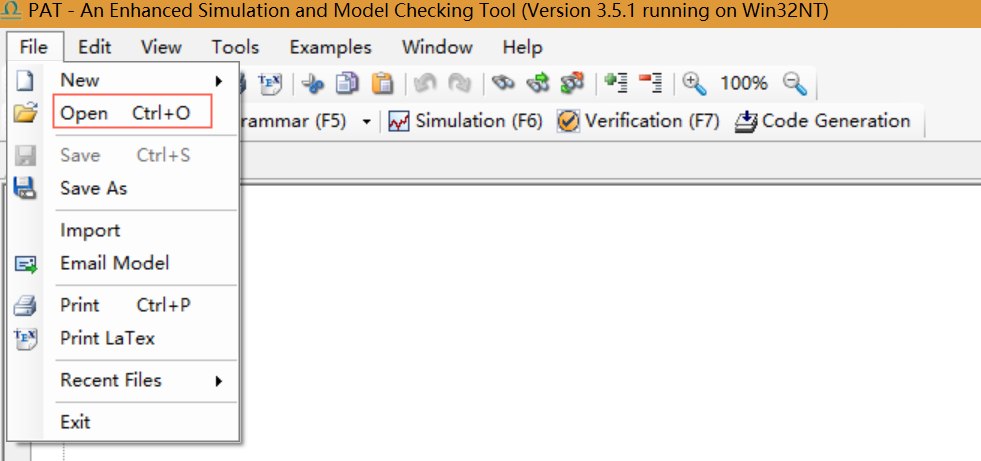 PAT - An Enhanced Simulation and Model Checking Tool (Version 3.5.1 running on Win32NT)
File Edit View Tools Examples Window Help
100%
rammar (F5) Simulation (F6) Verification (F7) Code Generation
New
Open Ctrl+O
Save Ctrl+S
Save As
Import
Email Model
Print Ctrl+P
Print LaTex
Recent Files
Exit